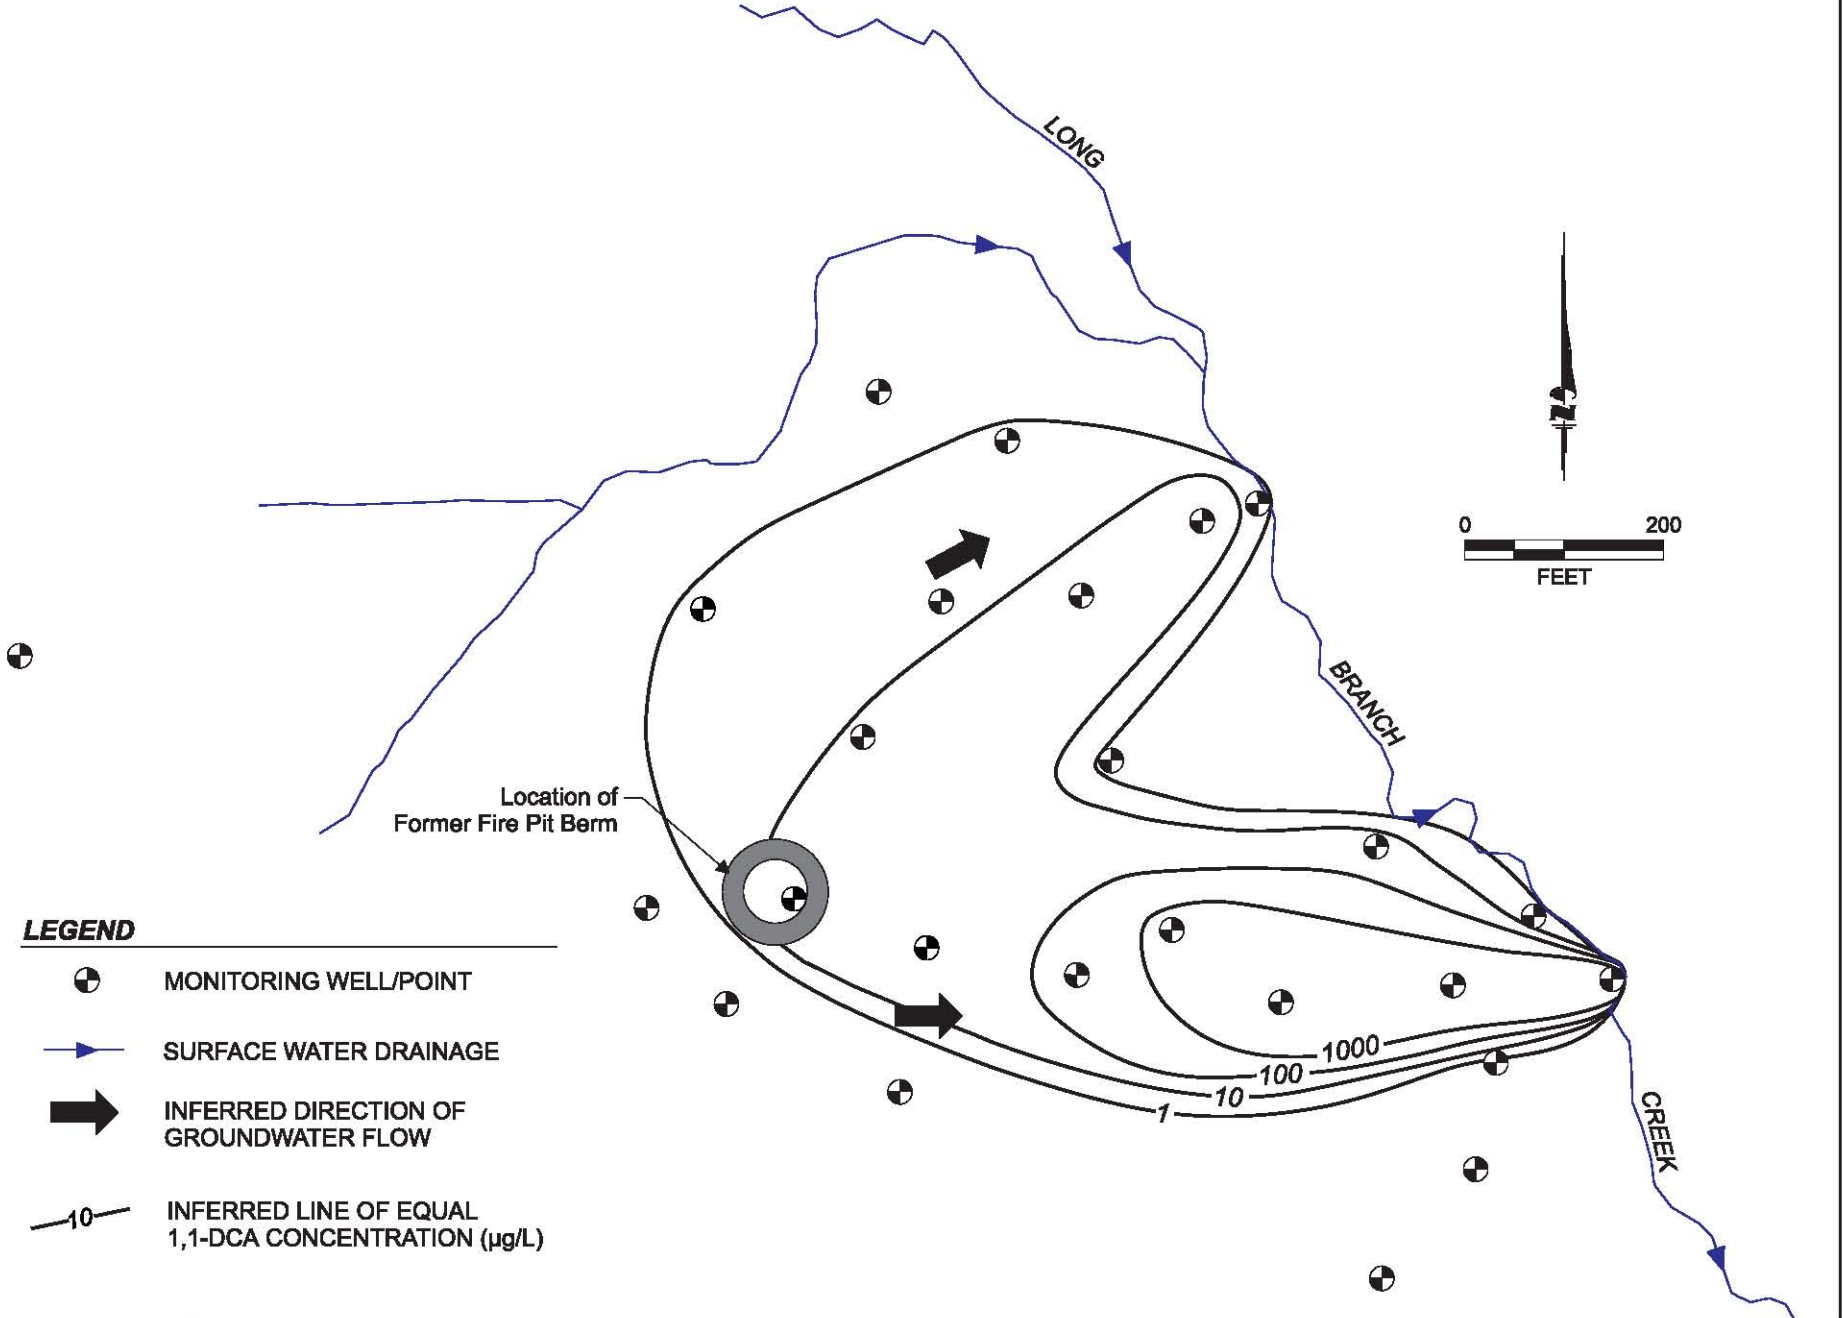 LONG
N
0 200
FEET
BRANCH
Location of
Former Fire Pit Berm
LEGEND
MONITORING WELL/POINT
SURFACE WATER DRAINAGE
INFERRED DIRECTION OF
GROUNDWATER FLOW
10
INFERRED LINE OF EQUAL
1,1-DCA CONCENTRATION (µg/L)
1000
100
10
1
CREEK